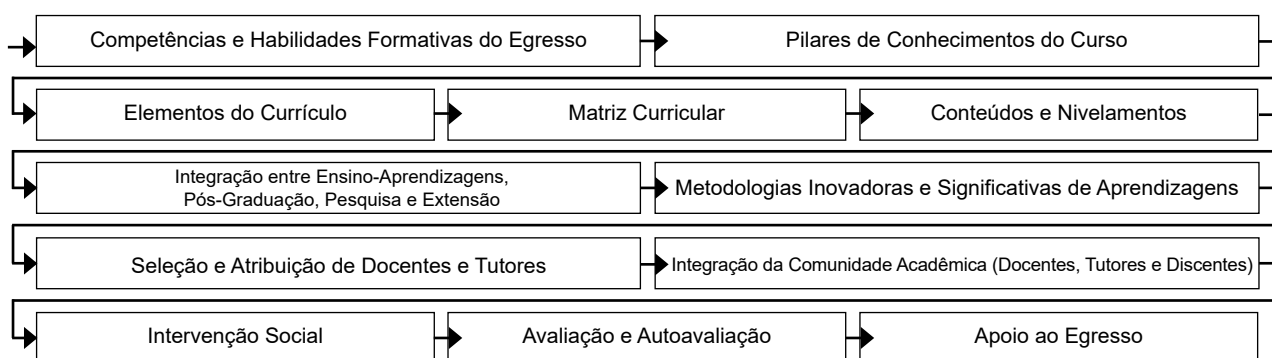 Competências e Habilidades Formativas do Egresso
Pilares de Conhecimentos do Curso
Elementos do Currículo
Matriz Curricular
Conteúdos e Nivelamentos
Integração entre Ensino-Aprendizagens,
Pós-Graduação, Pesquisa e Extensão
Metodologias Inovadoras e Significativas de Aprendizagens
Seleção e Atribuição de Docentes e Tutores
Integração da Comunidade Acadêmica (Docentes, Tutores e Discentes)
Intervenção Social
Avaliação e Autoavaliação
Apoio ao Egresso